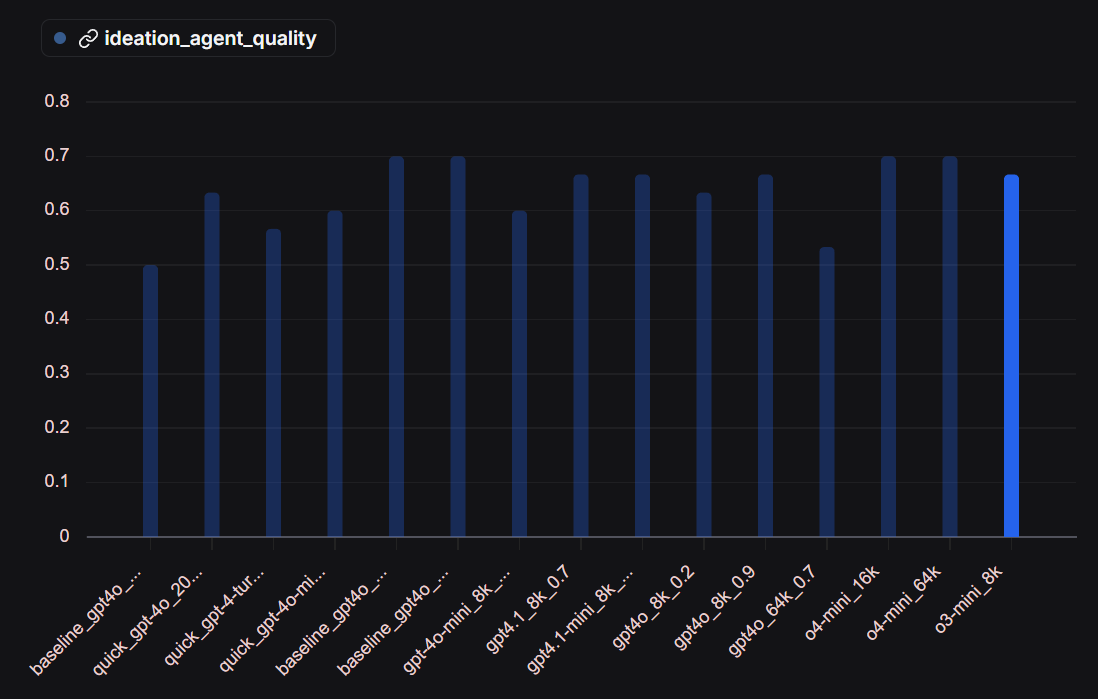 ideation_agent_quality
0.8
0.7
0.6
0.5
0.4
0.3
0.2
0.1
0
baseline_gpt4o_...
quick_gpt-4o_20...
quick_gpt-4-tur...
quick_gpt-4o-mi...
baseline_gpt4o_...
baseline_gpt4o_...
gpt-4o-mini_8k_...
gpt4.1_8k_0.7
gpt4.1-mini_8k_...
gpt4o_8k_0.2
gpt4o_8k_0.9
gpt4o_64k_0.7
o4-mini_16k
o4-mini_64k
o3-mini_8k